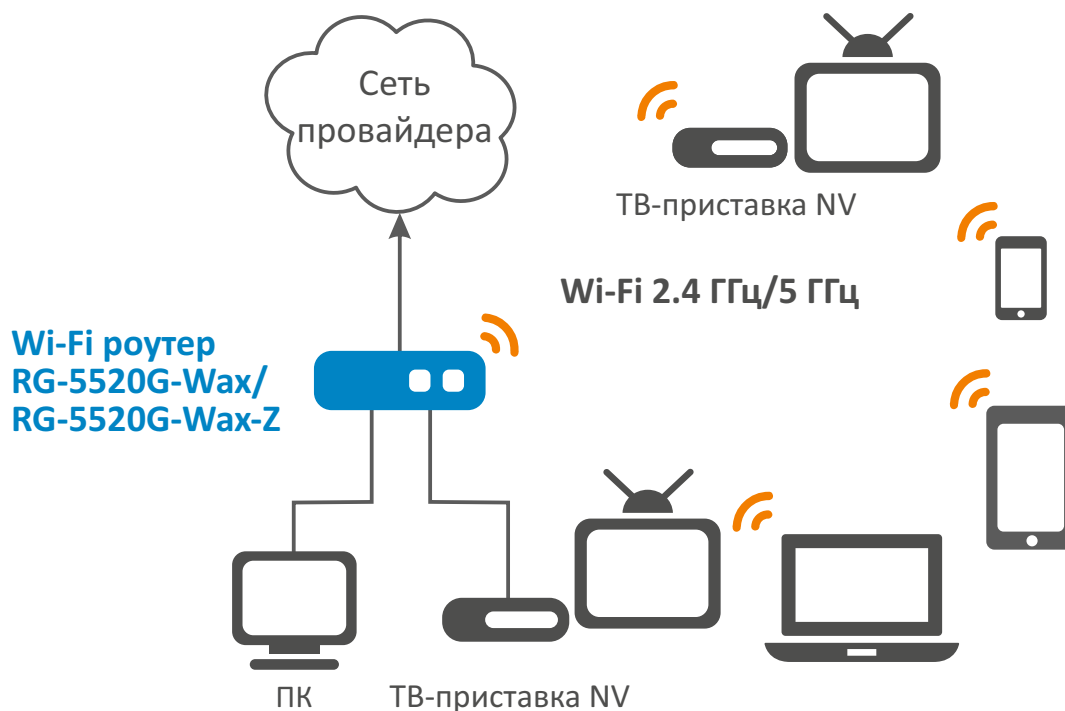 Сеть
провайдера
ТВ-приставка NV
Wi-Fi 2.4 ГГц/5 ГГц
Wi-Fi роутер
RG-5520G-Wax/
RG-5520G-Wax-Z
ПК
ТВ-приставка NV